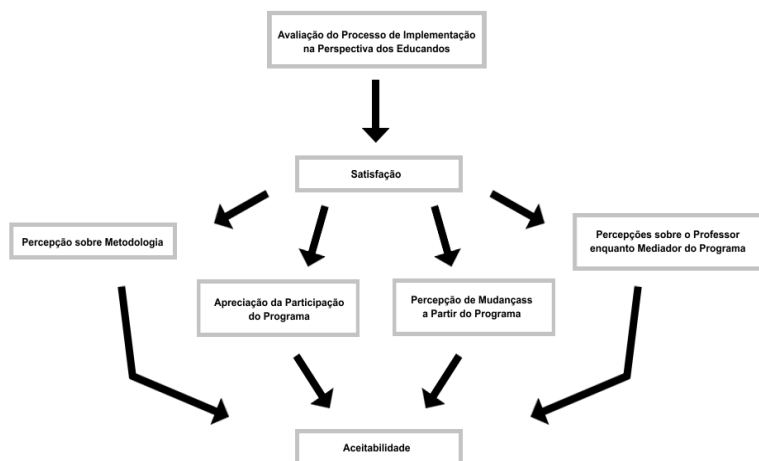 Avaliação do Processo de Implementação
na Perspectiva dos Educandos
Satisfação
Percepção sobre Metodologia
Percepções sobre o Professor
enquanto Mediador do Programa
Apreciação da Participação
do Programa
Percepção de Mudançass
a Partir do Programa
Aceitabilidade